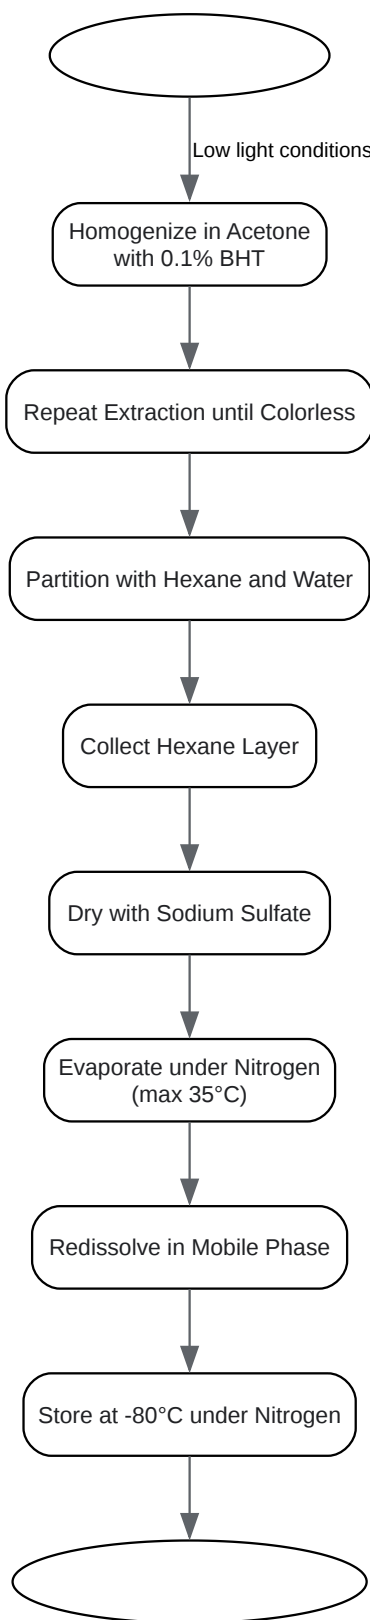 Low light conditions
Homogenize in Acetone
with 0.1% BHT
Repeat Extraction until Colorless
Partition with Hexane and Water
Collect Hexane Layer
Dry with Sodium Sulfate
Evaporate under Nitrogen
(max 35°C)
Redissolve in Mobile Phase
Store at -80°C under Nitrogen